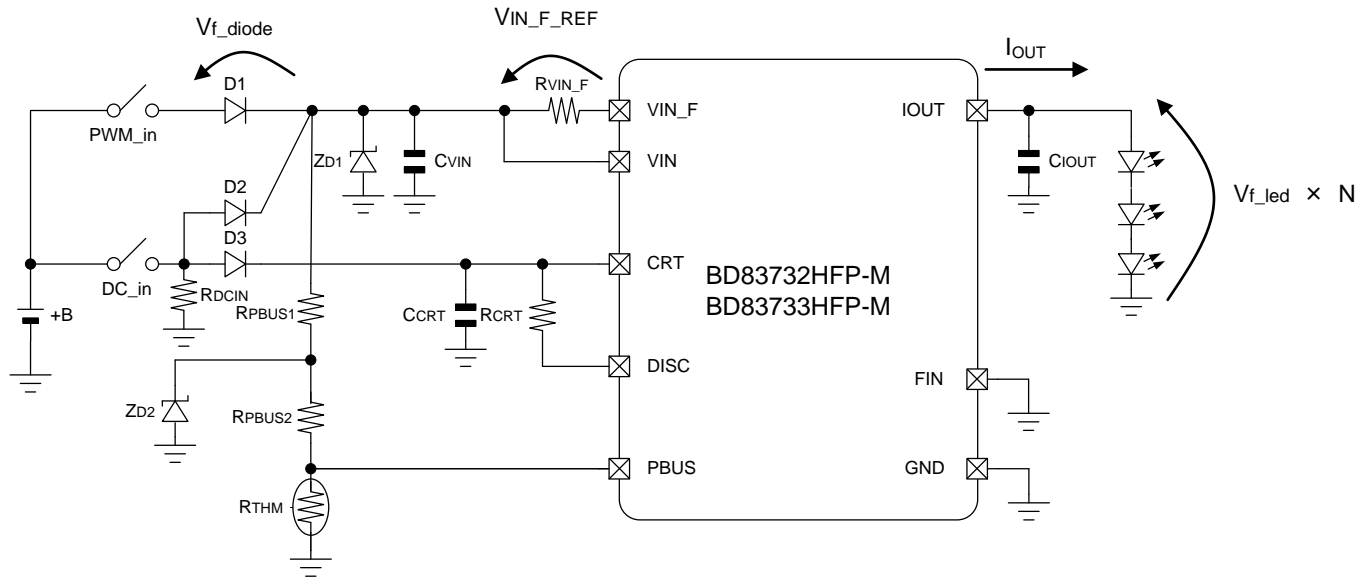 Vf_diode
VIN_F_REF
IOUT
D1
RVIN_F
PWM_in
VIN_F
IOUT
ZD1
CVIN
VIN
CIOUT
D2
Vf_led × N
D3
CRT
DC_in
RDCIN
BD83732HFP-M
BD83733HFP-M
+B
RPBUS1
CCRT
RCRT
DISC
FIN
ZD2
RPBUS2
PBUS
GND
RTHM